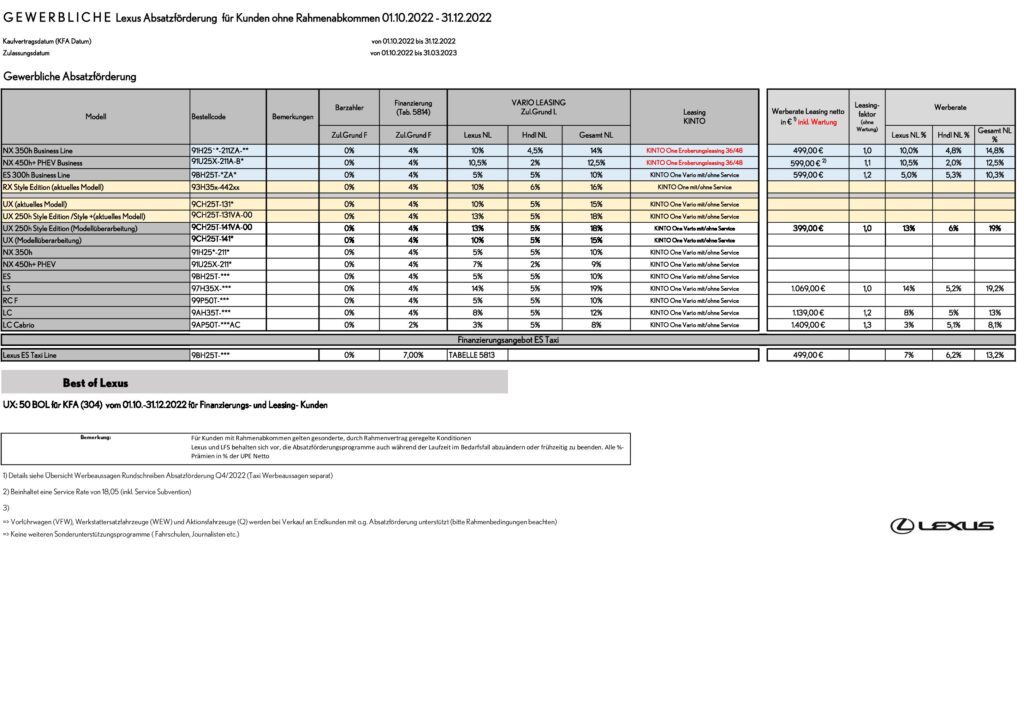 GEWERBLICHE Lexus Absatzförderung für Kunden ohne Rahmenabkommen 01.10.2022 - 31.12.2022
Kaufvertragsdatum (KFA Datum) von 01.10.2022 bis 31.12.2022
Zulassungsdatum von 01.10.2022 bis 31.03.2023
Gewerbliche Absatzförderung
Modell Bestellcode Bemerkungen Barzahler Finanzierung (Tab. 5814) VARIO LEASING Zul.Grund L Leasing KINTO Werberate Leasing netto in € 1) inkl. Wartung Leasing-faktor (ohne Wartung) Werberate
Zul.Grund F Zul.Grund F Lexus NL Hndl NL Gesamt NL Lexus NL % Hndl NL % Gesamt NL %
NX 350h Business Line 91H25¨*-211ZA-** 0% 4% 10% 4,5% 14% KINTO One Eroberungsleasing 36/48 499,00 € 1,0 10,0% 4,8% 14,8%
NX 450h+ PHEV Business 91U25X-211A-B* 0% 4% 10,5% 2% 12,5% KINTO One Eroberungsleasing 36/48 599,00 € 2) 1,1 10,5% 2,0% 12,5%
ES 300h Business Line 9BH25T-*ZA* 0% 4% 5% 5% 10% KINTO One Vario mit/ohne Service 599,00 € 1,2 5,0% 5,3% 10,3%
RX Style Edition (aktuelles Modell) 93H35x-442xx 0% 4% 10% 6% 16% KINTO One mit/ohne Service
UX (aktuelles Modell) 9CH25T-131* 0% 4% 10% 5% 15% KINTO One Vario mit/ohne Service
UX 250h Style Edition /Style +(aktuelles Modell) 9CH25T-131VA-00 0% 4% 13% 5% 18% KINTO One Vario mit/ohne Service
UX 250h Style Edition (Modellüberarbeitung) 9CH25T-141VA-00 0% 4% 13% 5% 18% KINTO One Vario mit/ohne Service 399,00 € 1,0 13% 6% 19%
UX (Modellüberarbeitung) 9CH25T-141* 0% 4% 10% 5% 15% KINTO One Vario mit/ohne Service
NX 350h 91H25*-211* 0% 4% 5% 5% 10% KINTO One Vario mit/ohne Service
NX 450h+ PHEV 91U25X-211* 0% 4% 7% 2% 9% KINTO One Vario mit/ohne Service
ES 9BH25T-*** 0% 4% 5% 5% 10% KINTO One Vario mit/ohne Service
LS 97H35X-*** 0% 4% 14% 5% 19% KINTO One Vario mit/ohne Service 1.069,00 € 1,0 14% 5,2% 19,2%
RC F 99P50T-*** 0% 4% 5% 5% 10% KINTO One Vario mit/ohne Service
LC 9AH35T-*** 0% 4% 8% 5% 12% KINTO One Vario mit/ohne Service 1.139,00 € 1,2 8% 5% 13%
LC Cabrio 9AP50T-***AC 0% 2% 3% 5% 8% KINTO One Vario mit/ohne Service 1.409,00 € 1,3 3% 5,1% 8,1%
Finanzierungsangebot ES Taxi
Lexus ES Taxi Line 9BH25T-*** 0% 7,00% TABELLE 5813 499,00 € 7% 6,2% 13,2%
Best of Lexus
UX: 50 BOL für KFA (304) vom 01.10.-31.12.2022 für Finanzierungs- und Leasing- Kunden
Bemerkung: Für Kunden mit Rahmenabkommen gelten gesonderte, durch Rahmenvertrag geregelte Konditionen
Lexus und LFS behalten sich vor, die Absatzförderungsprogramme auch während der Laufzeit im Bedarfsfall abzuändern oder frühzeitig zu beenden. Alle %-
Prämien in % der UPE Netto
1) Details siehe Übersicht Werbeaussagen Rundschreiben Absatzförderung Q4/2022 (Taxi Werbeaussagen separat)
2) Beinhaltet eine Service Rate von 18,05 (inkl. Service Subvention)
3)
=> Vorführwagen (VFW), Werkstattersatzfahrzeuge (WEW) und Aktionsfahrzeuge (Q) werden bei Verkauf an Endkunden mit o.g. Absatzförderung unterstützt (bitte Rahmenbedingungen beachten)
=> Keine weiteren Sonderunterstützungsprogramme ( Fahrschulen, Journalisten etc.)
LEXUS